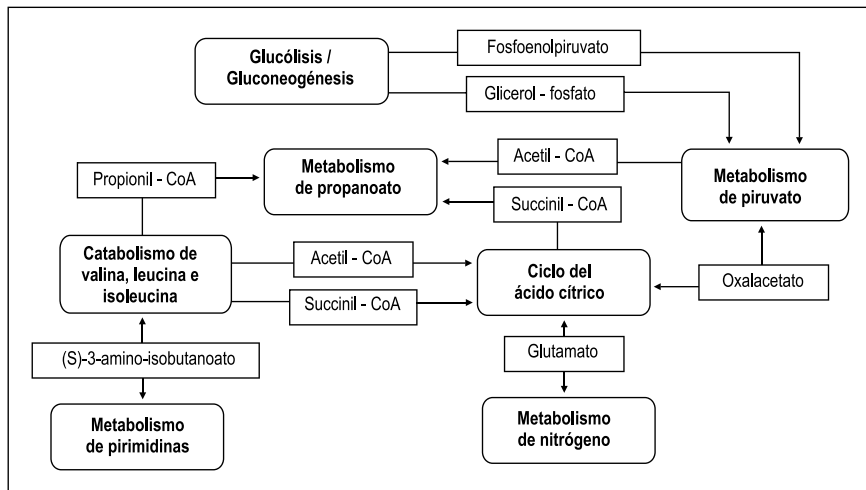 Glucólisis /
Gluconeogénesis
Fosfoenolpiruvato
Glicerol - fosfato
Propionil - CoA
Metabolismo
de propanoato
Acetil - CoA
Succinil - CoA
Metabolismo
de piruvato
Catabolismo de
valina, leucina e
isoleucina
Acetil - CoA
Succinil - CoA
Ciclo del
ácido cítrico
Oxalacetato
(S)-3-amino-isobutanoato
Glutamato
Metabolismo
de pirimidinas
Metabolismo
de nitrógeno